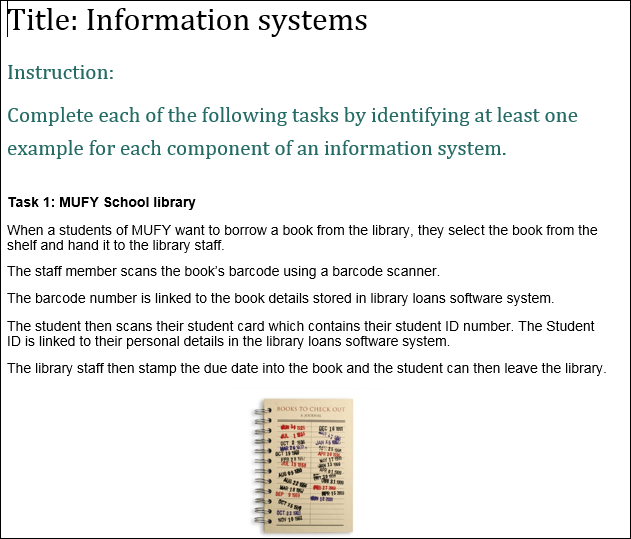 Title: Information systems
Instruction:
Complete each of the following tasks by identifying at least one
example for each component of an information system.
Task 1: MUFY School library
When a students of MUFY want to borrow a book from the library, they select the book from the
shelf and hand it to the library staff.
The staff member scans the book's barcode using a barcode scanner.
The barcode number is linked to the book details stored in library loans software system.
The student then scans their student card which contains their student ID number. The Student
ID is linked to their personal details in the library loans software system.
The library staff then stamp the due date into the book and the student can then leave the library.
BOOKS TO CHECK OUT
A JOURNAL